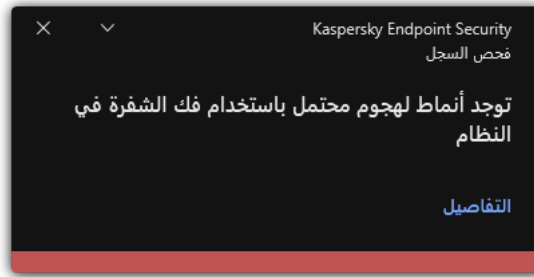 Kaspersky Endpoint Security
فحص السجل
توجد أنماط لهجوم محتمل باستخدام فك الشفرة في
النظام
التفاصيل